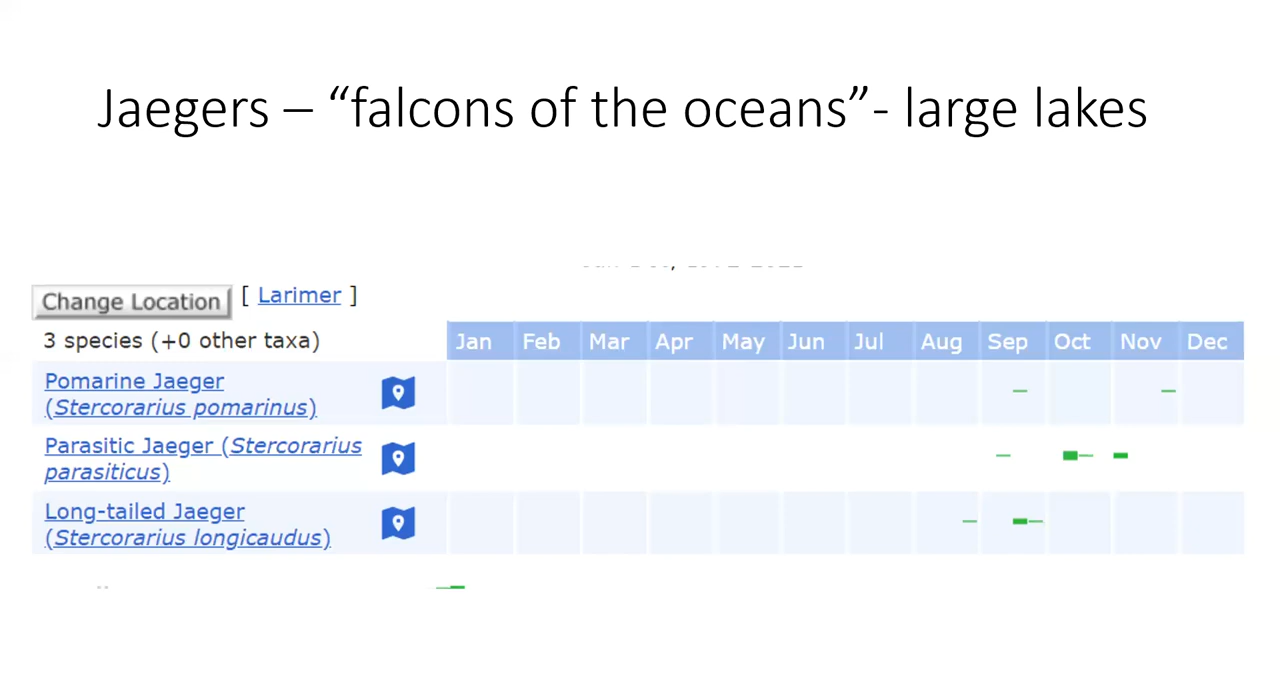 Jaegers – “falcons of the oceans”- large lakes
Change Location [ Larimer ]
3 species (+0 other taxa) Jan Feb Mar Apr May Jun Jul Aug Sep Oct Nov Dec
Pomarine Jaeger
(Stercorarius pomarinus)
Parasitic Jaeger (Stercorarius
parasiticus)
Long-tailed Jaeger
(Stercorarius longicaudus)